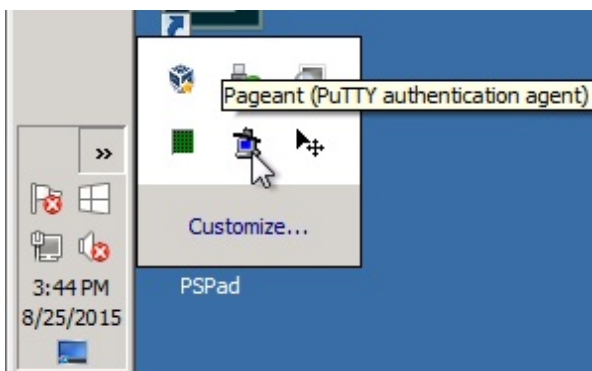 Pageant (PuTTY authentication agent)
»
Customize...
3:44 PM
8/25/2015
PSPad